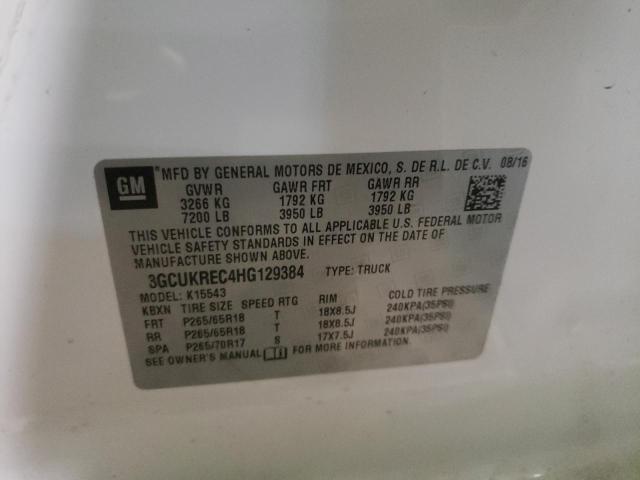 GM
*MFD BY GENERAL MOTORS DE MEXICO, S. DE R.L. DE C.V. 08/16
GVWR GAWR FRT GAWR RR
3266 KG 1792 KG 1792 KG
7200 LB 3950 LB 3950 LB
THIS VEHICLE CONFORMS TO ALL APPLICABLE U.S. FEDERAL MOTOR
VEHICLE SAFETY STANDARDS IN EFFECT ON THE DATE OF
MANUFACTURE SHOWN ABOVE.
3GCUKREC4HG129384 TYPE: TRUCK
MODEL: K15543
KBXN TIRE SIZE SPEED RTG RIM COLD TIRE PRESSURE
FRT P265/65R18 T 18X8.5J 240KPA(35PSI)
RR P265/65R18 T 18X8.5J 240KPA(35PSI)
SPA P265/70R17 S 17X7.5J 240KPA(35PSI)
SEE OWNER'S MANUAL FOR MORE INFORMATION.